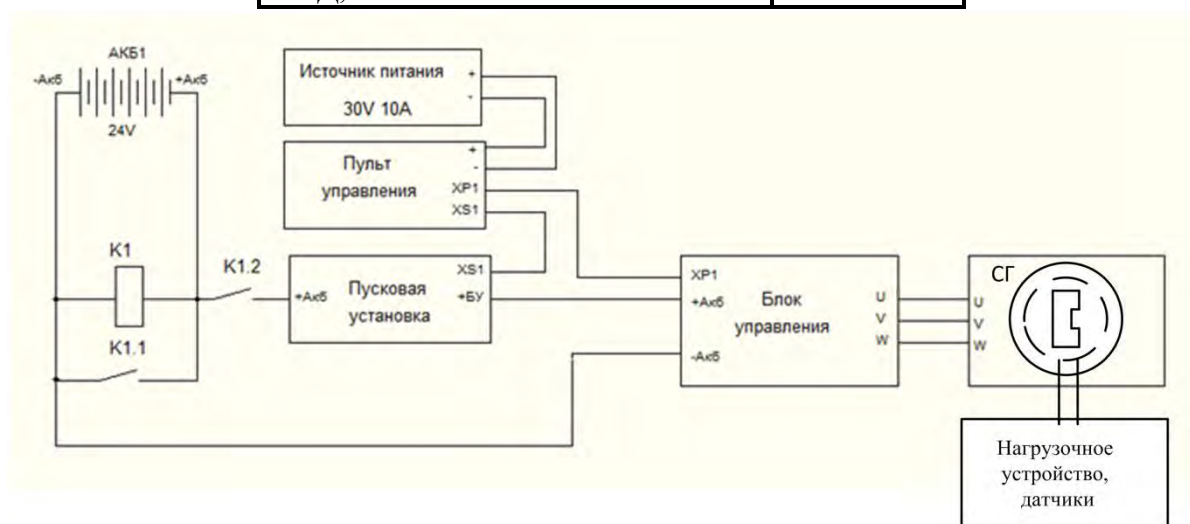 АКБ1
-Акб
+Акб
24V
Источник питания
30V 10A
+
-
Пульт
управления
+
-
XP1
XS1
K1
K1.2
K1.1
+Акб
Пусковая
установка
XS1
+БУ
XP1
+Акб
-Акб
Блок
управления
U
V
W
СГ
U
V
W
Нагрузочное
устройство,
датчики